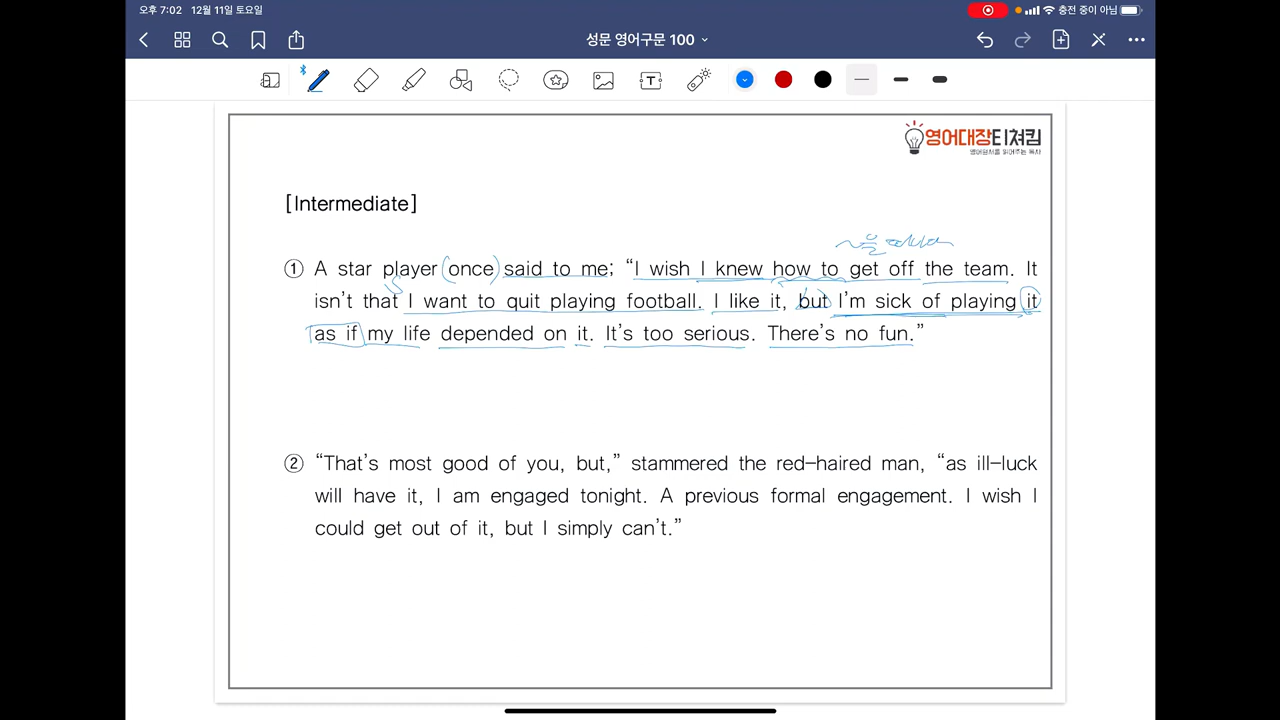 오후 7:02 12월 11일 토요일
충전 중이 아님
성문 영어구문 100
영어대장티쳐킴
[Intermediate]
① A star player once said to me; “I wish I knew how to get off the team. It
isn’t that I want to quit playing football. I like it, but I’m sick of playing it
as if my life depended on it. It’s too serious. There’s no fun.”
② “That’s most good of you, but,” stammered the red-haired man, “as ill-luck
will have it, I am engaged tonight. A previous formal engagement. I wish I
could get out of it, but I simply can’t.”